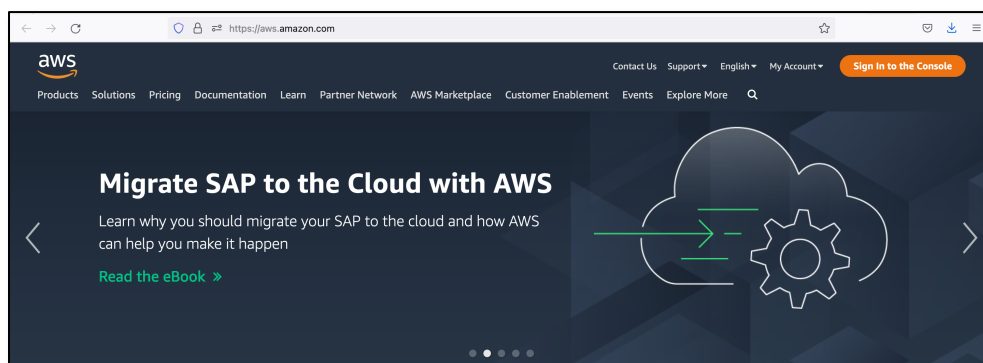 https://aws.amazon.com
aws
Contact Us Support English My Account Sign In to the Console
Products Solutions Pricing Documentation Learn Partner Network AWS Marketplace Customer Enablement Events Explore More
Migrate SAP to the Cloud with AWS
Learn why you should migrate your SAP to the cloud and how AWS
can help you make it happen
Read the eBook »